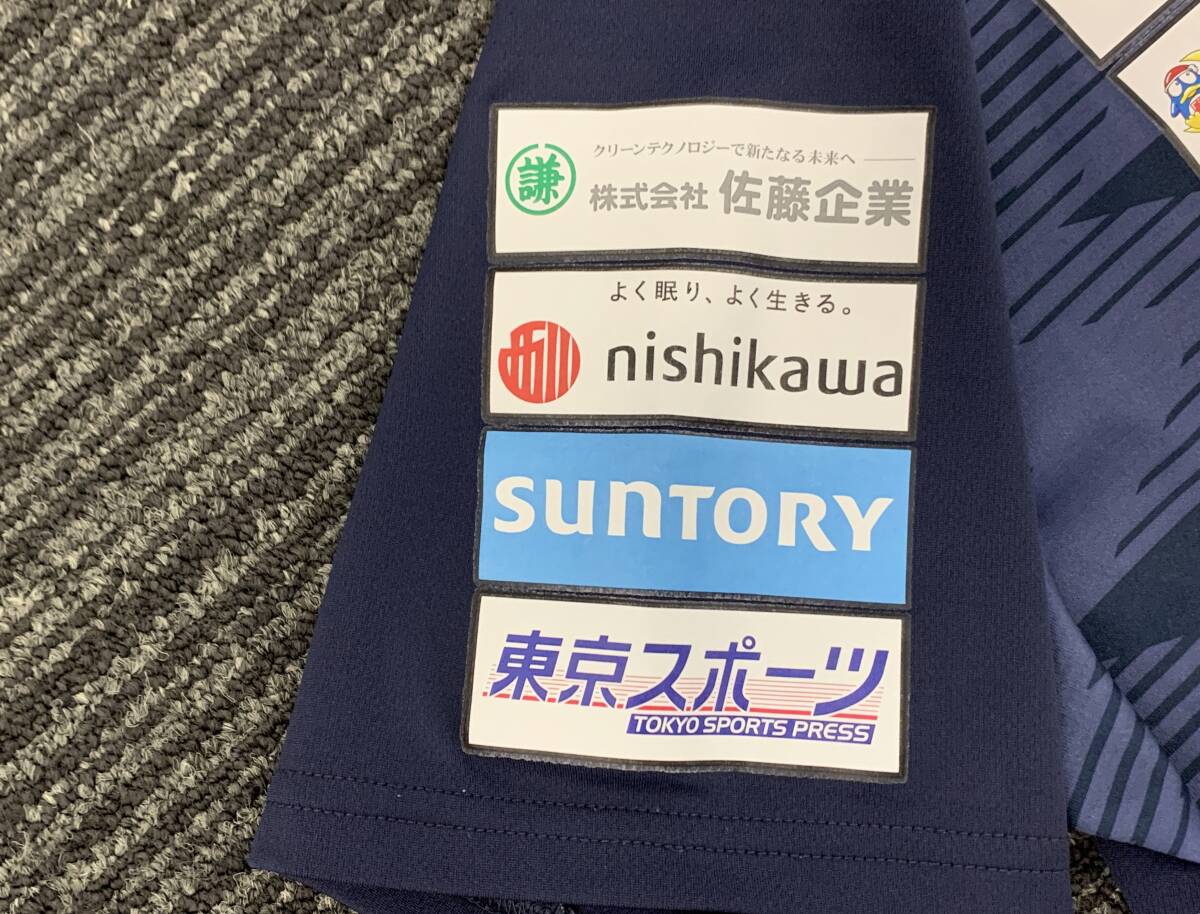 クリーンテクノロジーで新たなる未来へ
謙 株式会社 佐藤企業
よく眠り、よく生きる。
西川 nishikawa
SUNTORY
東京スポーツ
TOKYO SPORTS PRESS